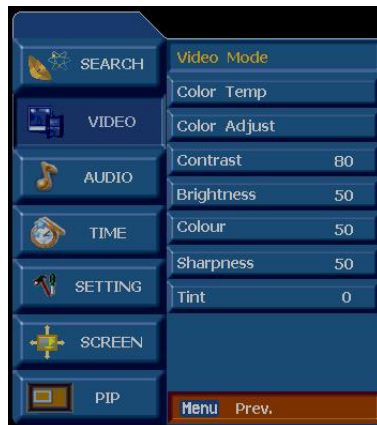 SEARCH
VIDEO
AUDIO
TIME
SETTING
SCREEN
PIP
Video Mode
Color Temp
Color Adjust
Contrast 80
Brightness 50
Colour 50
Sharpness 50
Tint 0
Menu Prev.